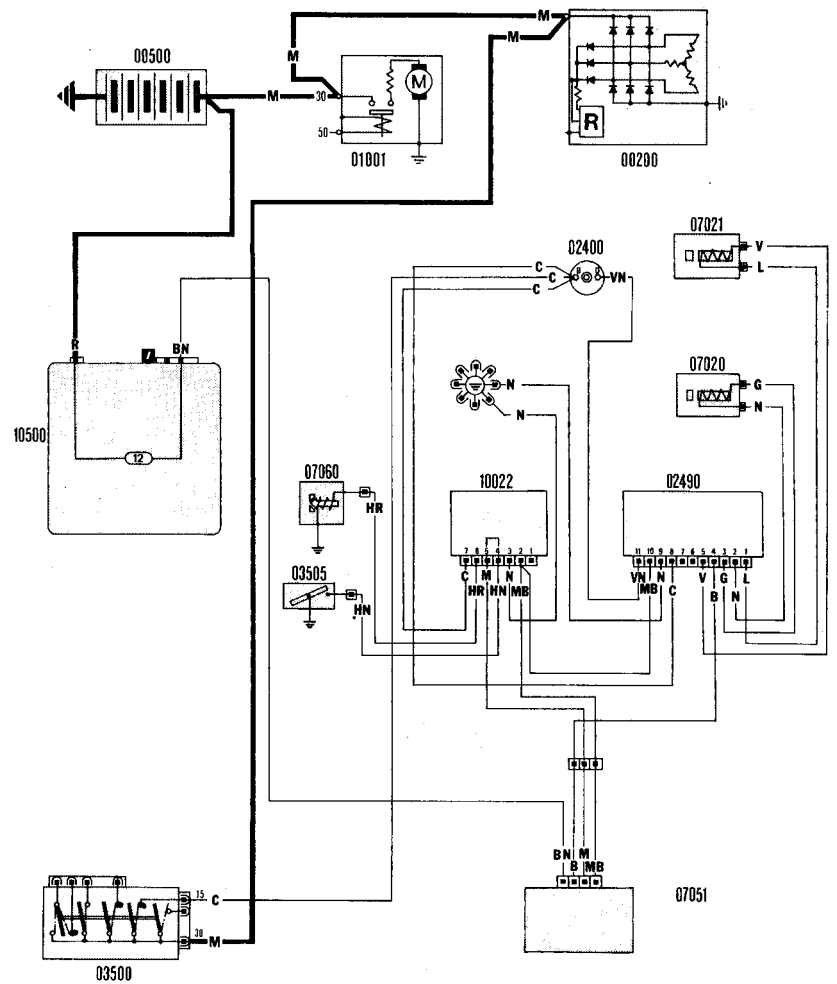 M
M
M
00500
M
30
M
50
01001
R
00200
07021
V
L
02400
C
C
C
VN
R
BN
07020
G
N
N
N
10500
12
07060
HR
10022
7 6 5 4 3 2 1
C
HR
M
HN
N
MB
02490
11 10 9 8 7 6 5 4 3 2 1
VN
MB
N
C
V
B
G
N
L
03505
HN
BN
B
M
MB
07051
15
C
30
M
03500